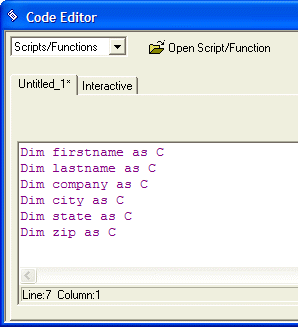 Code Editor
Scripts/Functions
Open Script/Function
Untitled_1*
Interactive
Dim firstname as C
Dim lastname as C
Dim company as C
Dim city as C
Dim state as C
Dim zip as C
Line:7 Column:1